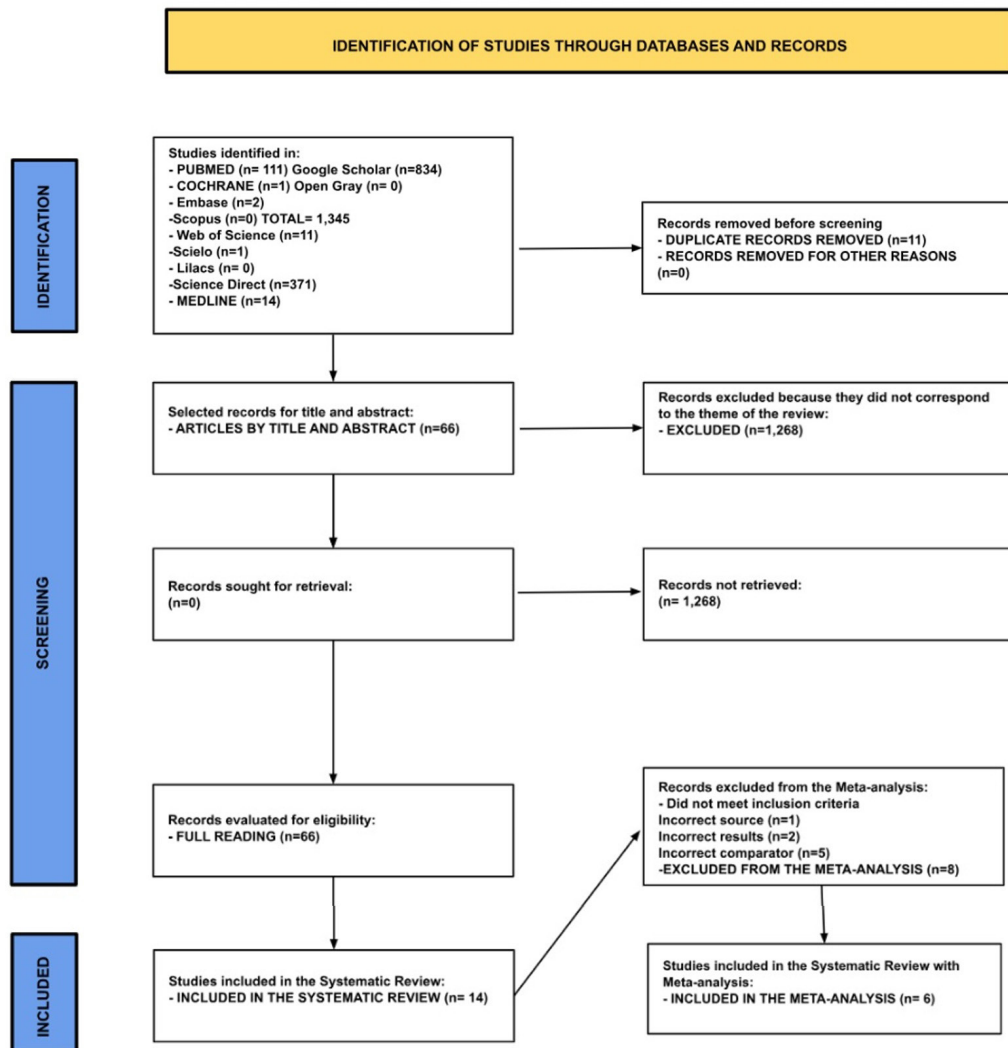 IDENTIFICATION OF STUDIES THROUGH DATABASES AND RECORDS
IDENTIFICATION
Studies identified in:
- PUBMED (n= 111) Google Scholar (n=834)
- COCHRANE (n=1) Open Gray (n= 0)
- Embase (n=2)
-Scopus (n=0) TOTAL= 1,345
- Web of Science (n=11)
-Scielo (n=1)
- Lilacs (n= 0)
-Science Direct (n=371)
- MEDLINE (n=14)
Records removed before screening
- DUPLICATE RECORDS REMOVED (n=11)
- RECORDS REMOVED FOR OTHER REASONS
(n=0)
SCREENING
Selected records for title and abstract:
- ARTICLES BY TITLE AND ABSTRACT (n=66)
Records excluded because they did not correspond
to the theme of the review:
- EXCLUDED (n=1,268)
Records sought for retrieval:
(n=0)
Records not retrieved:
(n= 1,268)
Records evaluated for eligibility:
- FULL READING (n=66)
Records excluded from the Meta-analysis:
- Did not meet inclusion criteria
Incorrect source (n=1)
Incorrect results (n=2)
Incorrect comparator (n=5)
-EXCLUDED FROM THE META-ANALYSIS (n=8)
INCLUDED
Studies included in the Systematic Review:
- INCLUDED IN THE SYSTEMATIC REVIEW (n= 14)
Studies included in the Systematic Review with
Meta-analysis:
- INCLUDED IN THE META-ANALYSIS (n= 6)